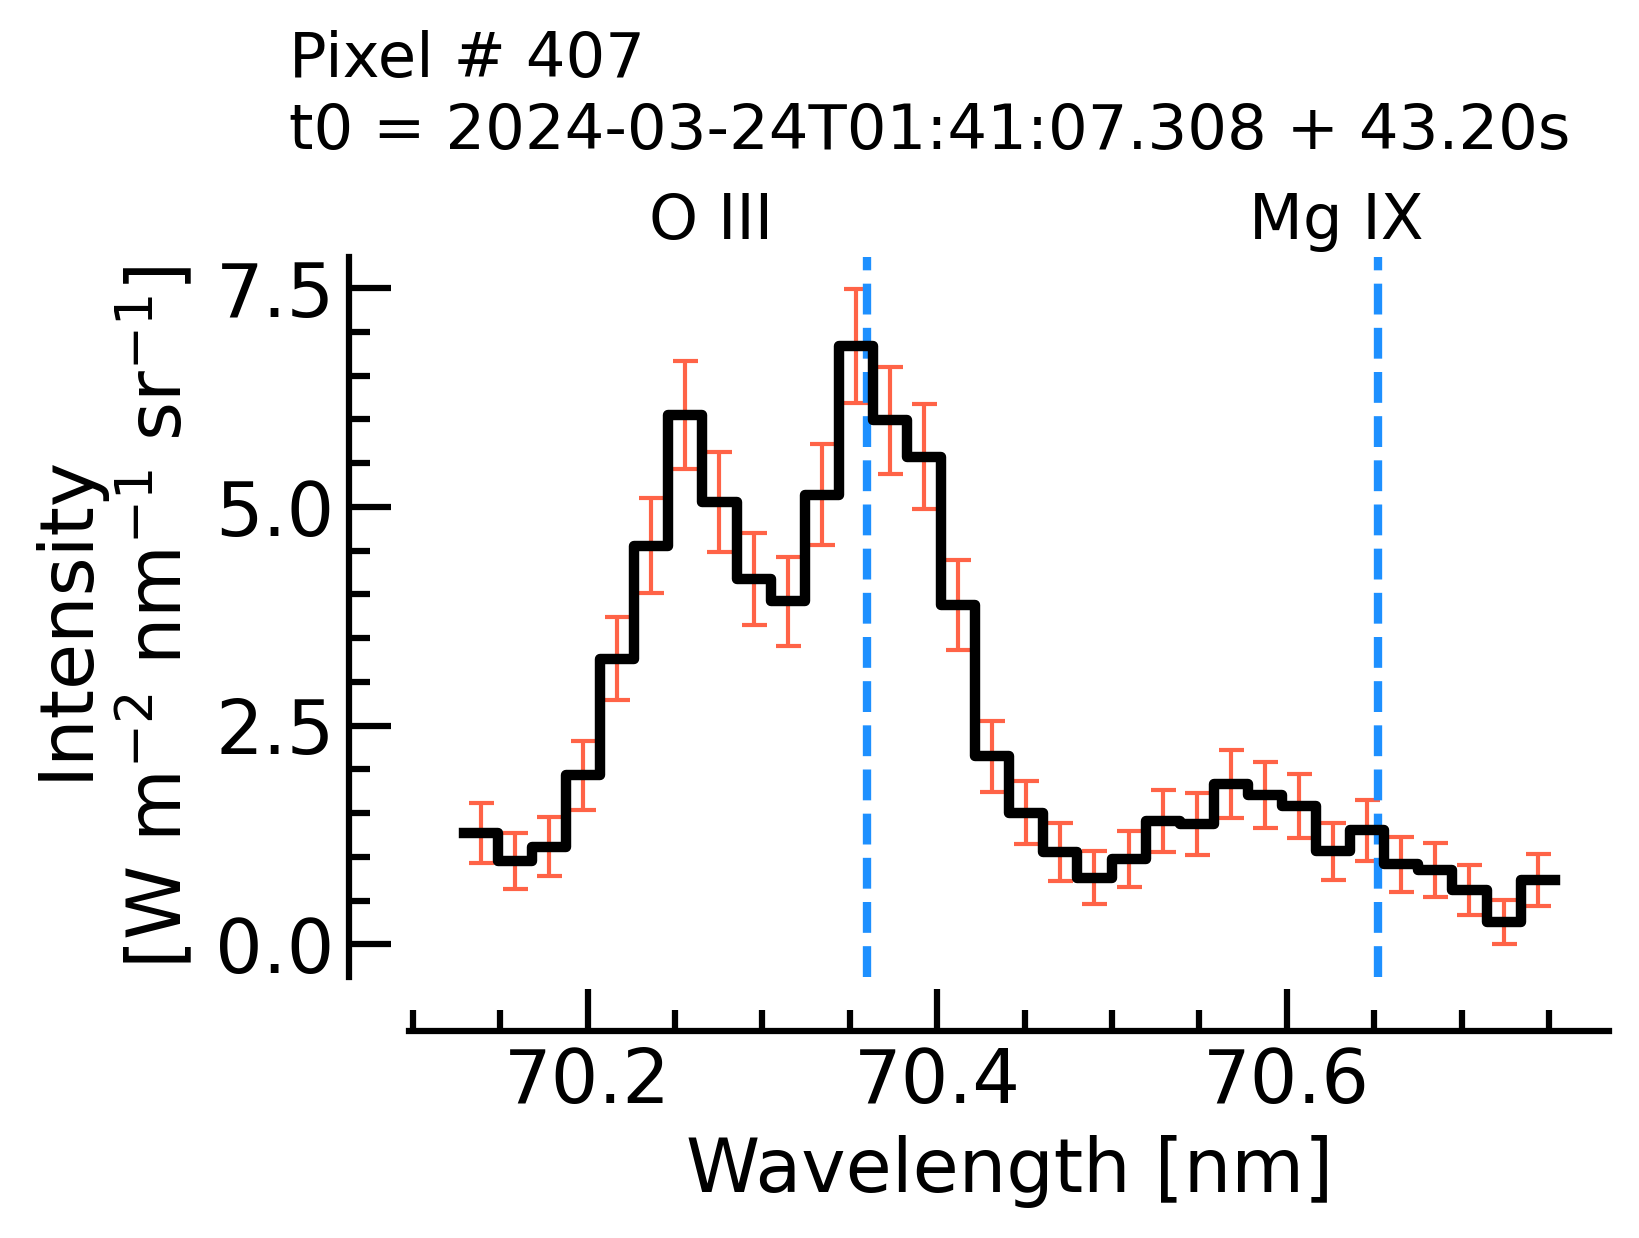 Pixel # 407
t0 = 2024-03-24T01:41:07.308 + 43.20s
O III Mg IX
Intensity
[W m⁻² nm⁻¹ sr⁻¹]
7.5
5.0
2.5
0.0
70.2 70.4 70.6
Wavelength [nm]